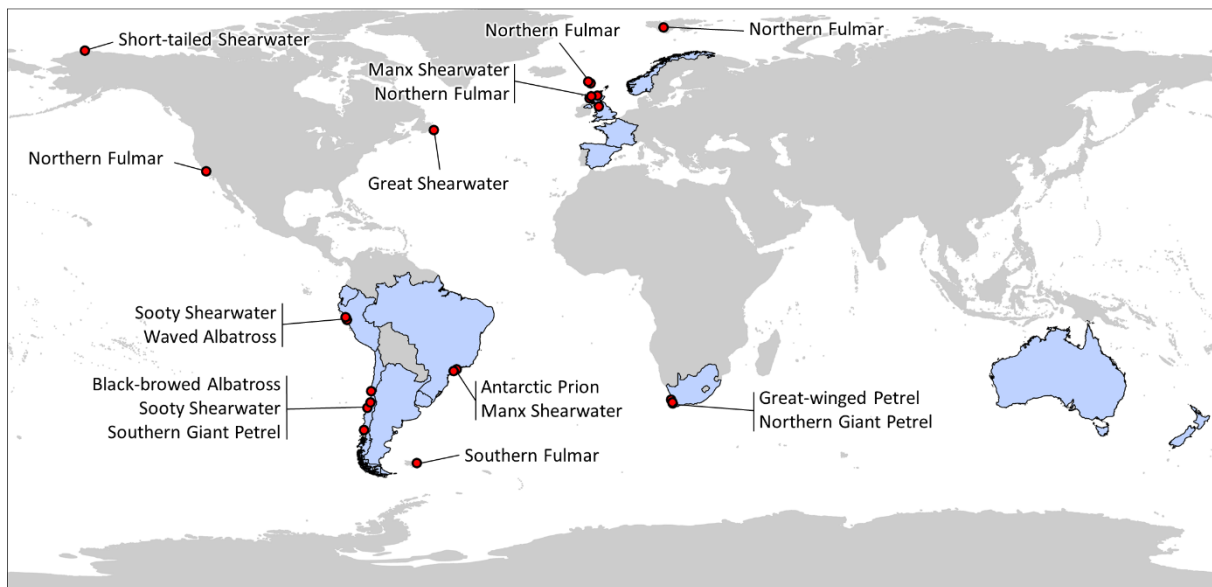 Short-tailed Shearwater
Northern Fulmar
Northern Fulmar
Manx Shearwater
Northern Fulmar
Northern Fulmar
Great Shearwater
Sooty Shearwater
Waved Albatross
Black-browed Albatross
Sooty Shearwater
Southern Giant Petrel
Antarctic Prion
Manx Shearwater
Great-winged Petrel
Northern Giant Petrel
Southern Fulmar